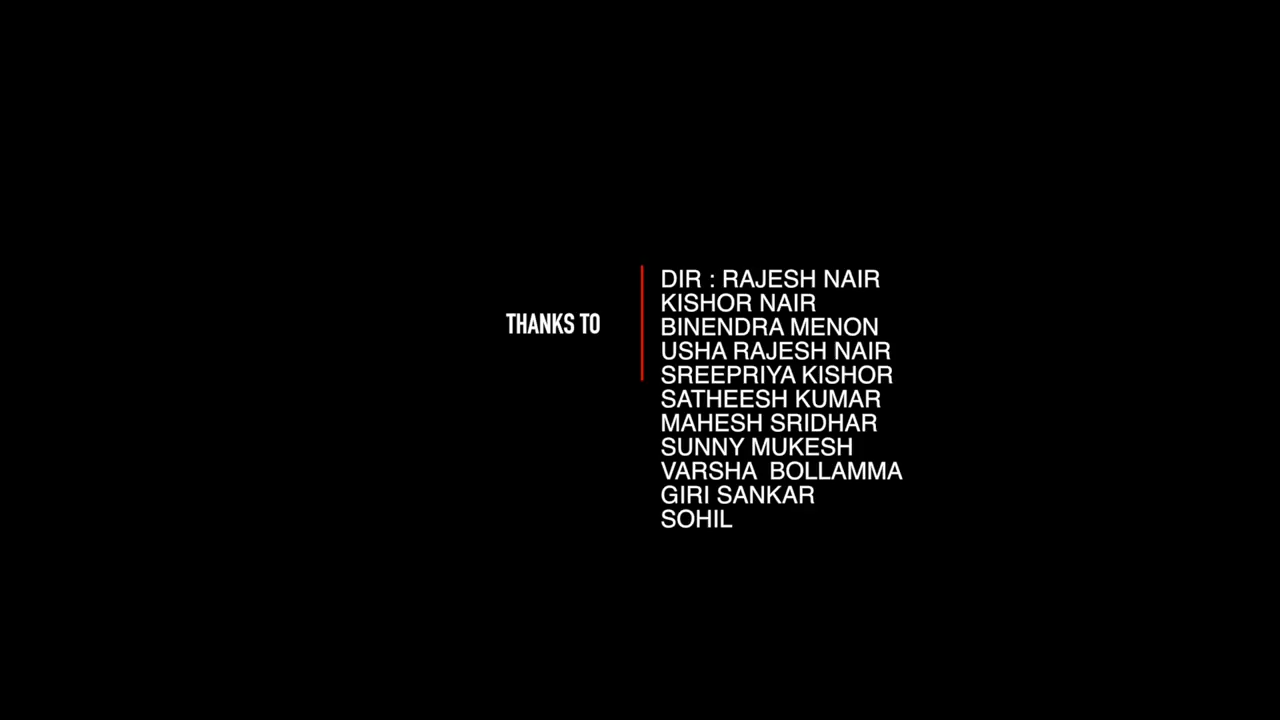 THANKS TO
DIR : RAJESH NAIR
KISHOR NAIR
BINENDRA MENON
USHA RAJESH NAIR
SREEPRIYA KISHOR
SATHEESH KUMAR
MAHESH SRIDHAR
SUNNY MUKESH
VARSHA  BOLLAMMA
GIRI SANKAR
SOHIL